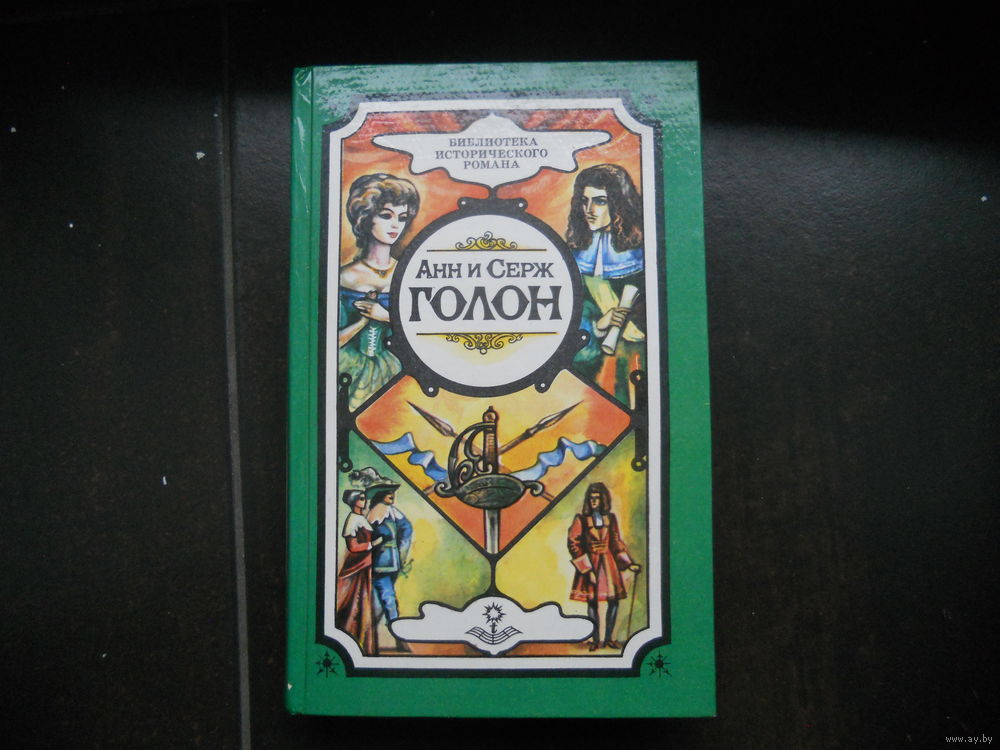 БИБЛИОТЕКА
ИСТОРИЧЕСКОГО
РОМАНА
АНН И СЕРЖ
ГОЛОН
www.ay.by